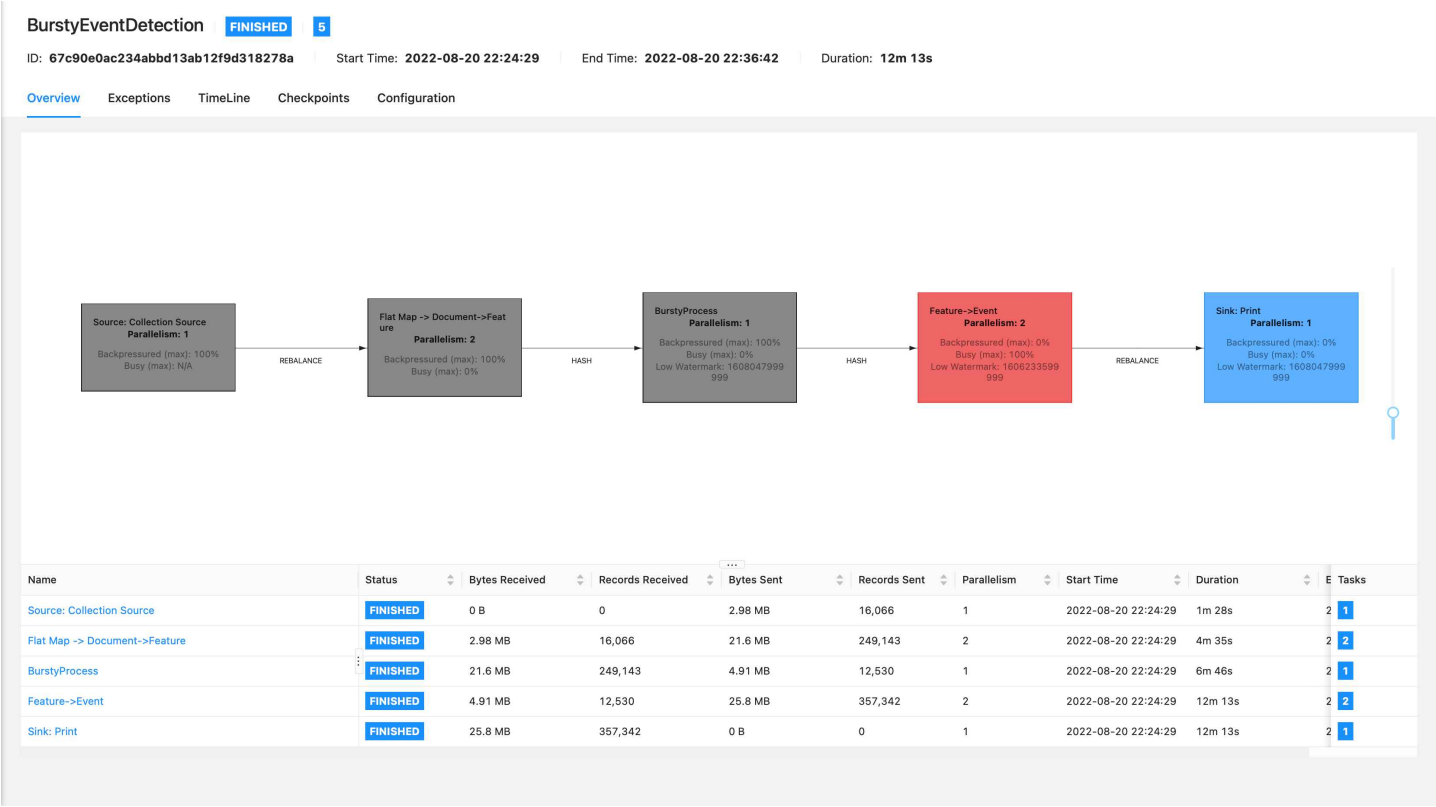 BurstyEventDetection FINISHED 5
ID: 67c90e0ac234abbd13ab12f9d318278a Start Time: 2022-08-20 22:24:29 End Time: 2022-08-20 22:36:42 Duration: 12m 13s
Overview Exceptions TimeLine Checkpoints Configuration
Source: Collection Source
Parallelism: 1
Backpressured (max): 100%
Busy (max): N/A
REBALANCE
Flat Map -> Document->Feat
ure
Parallelism: 2
Backpressured (max): 100%
Busy (max): 0%
HASH
BurstyProcess
Parallelism: 1
Backpressured (max): 100%
Busy (max): 0%
Low Watermark: 1608047999
999
HASH
Feature->Event
Parallelism: 2
Backpressured (max): 0%
Busy (max): 100%
Low Watermark: 1606233599
999
REBALANCE
Sink: Print
Parallelism: 1
Backpressured (max): 0%
Busy (max): 0%
Low Watermark: 1608047999
999
Name Status Bytes Received Records Received Bytes Sent Records Sent Parallelism Start Time Duration E Tasks
Source: Collection Source FINISHED 0 B 0 2.98 MB 16,066 1 2022-08-20 22:24:29 1m 28s 2 1
Flat Map -> Document->Feature FINISHED 2.98 MB 16,066 21.6 MB 249,143 2 2022-08-20 22:24:29 4m 35s 2 2
BurstyProcess FINISHED 21.6 MB 249,143 4.91 MB 12,530 1 2022-08-20 22:24:29 6m 46s 2 1
Feature->Event FINISHED 4.91 MB 12,530 25.8 MB 357,342 2 2022-08-20 22:24:29 12m 13s 2 2
Sink: Print FINISHED 25.8 MB 357,342 0 B 0 1 2022-08-20 22:24:29 12m 13s 2 1